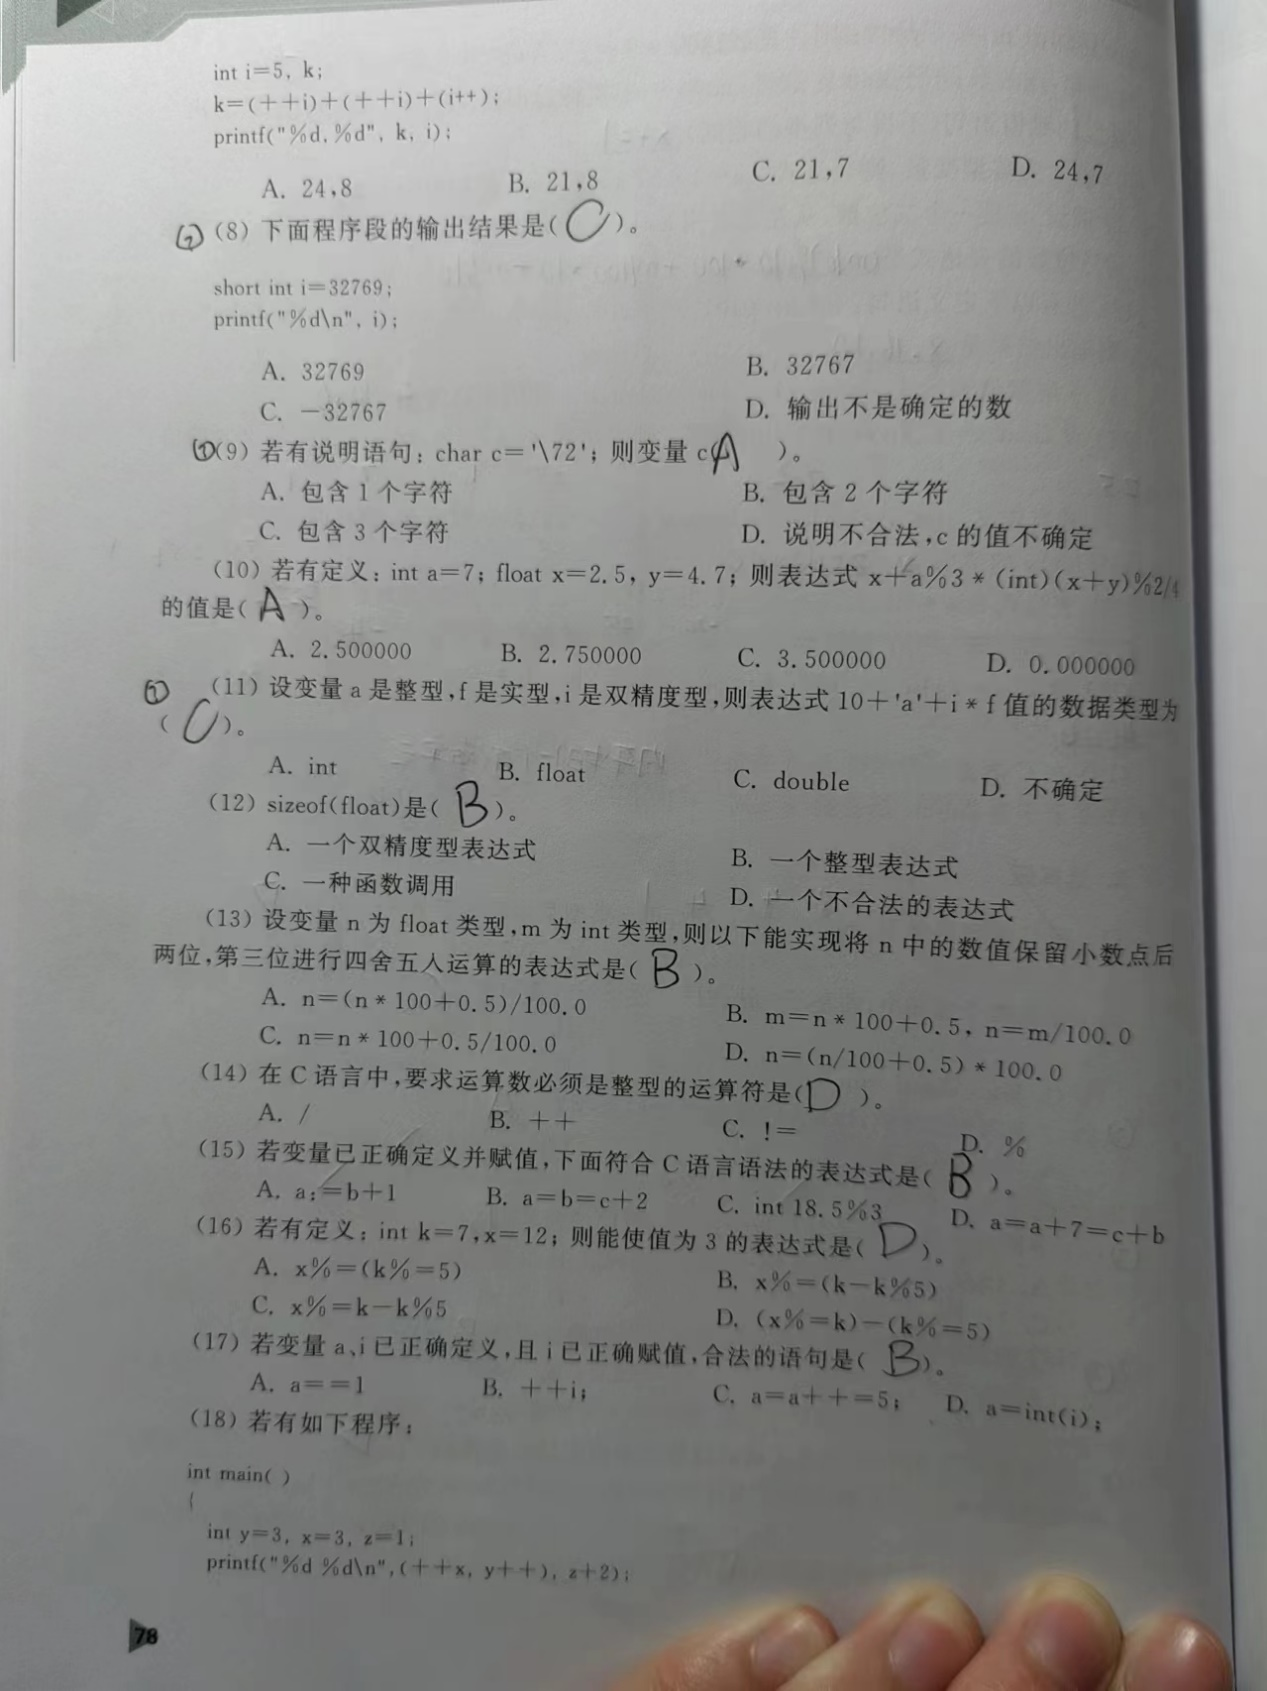 int i=5, k;
k=(++i)+(++i)+(i++);
printf("%d,%d", k, i);
A. 24,8 B. 21,8 C. 21,7 D. 24,7
(8) 下面程序段的输出结果是( C )。
short int i=32769;
printf("%d\n", i);
A. 32769 B. 32767
C. -32767 D. 输出不是确定的数
(9) 若有说明语句: char c='\72'; 则变量 c( A )。
A. 包含 1 个字符 B. 包含 2 个字符
C. 包含 3 个字符 D. 说明不合法,c 的值不确定
(10) 若有定义: int a=7; float x=2.5, y=4.7; 则表达式 x+a%3*(int)(x+y)%2/4
的值是( A )。
A. 2.500000 B. 2.750000 C. 3.500000 D. 0.000000
(11) 设变量 a 是整型,f 是实型,i 是双精度型,则表达式 10+'a'+i*f 值的数据类型为
( C )。
A. int B. float C. double D. 不确定
(12) sizeof(float)是( B )。
A. 一个双精度型表达式 B. 一个整型表达式
C. 一种函数调用 D. 一个不合法的表达式
(13) 设变量 n 为 float 类型,m 为 int 类型,则以下能实现将 n 中的数值保留小数点后
两位,第三位进行四舍五人运算的表达式是( B )。
A. n=(n*100+0.5)/100.0 B. m=n*100+0.5, n=m/100.0
C. n=n*100+0.5/100.0 D. n=(n/100+0.5)*100.0
(14) 在 C 语言中,要求运算数必须是整型的运算符是( D )。
A. / B. ++ C. != D. %
(15) 若变量已正确定义并赋值,下面符合 C 语言语法的表达式是( B )。
A. a:=b+1 B. a=b=c+2 C. int 18.5%3 D. a=a+7=c+b
(16) 若有定义: int k=7,x=12; 则能使值为 3 的表达式是( D )。
A. x%=(k%=5) B. x%=(k-k%5)
C. x%=k-k%5 D. (x%=k)-(k%=5)
(17) 若变量 a、i 已正确定义,且 i 已正确赋值,合法的语句是( B )。
A. a==1 B. ++i; C. a=a++=5; D. a=int(i);
(18) 若有如下程序:
int main( )
{
int y=3, x=3, z=1;
printf("%d %d\n",(++x, y++), z+2);
78